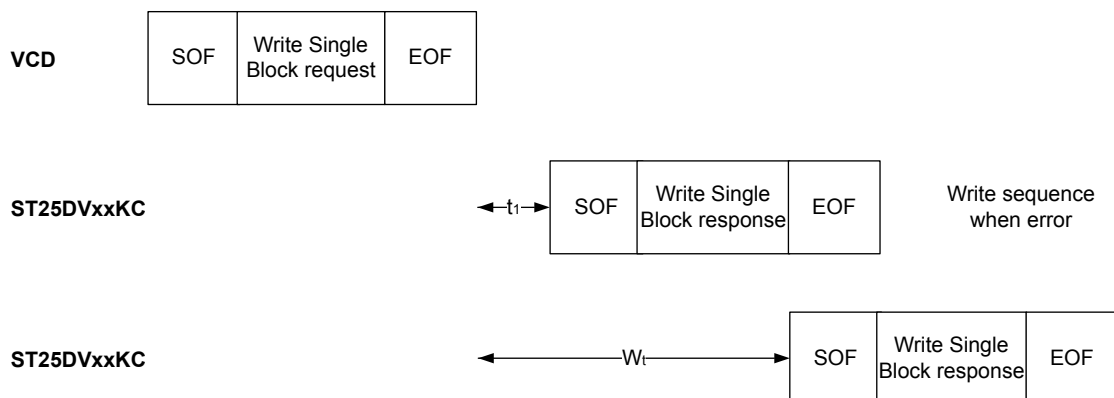 VCD
SOF
Write Single
Block request
EOF
ST25DVxxKC
t1
SOF
Write Single
Block response
EOF
Write sequence
when error
ST25DVxxKC
Wt
SOF
Write Single
Block response
EOF